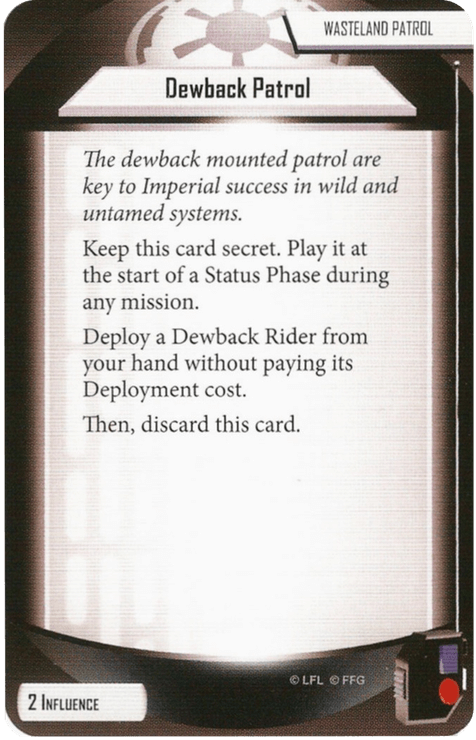 WASTELAND PATROL
Dewback Patrol
The dewback mounted patrol are
key to Imperial success in wild and
untamed systems.
Keep this card secret. Play it at
the start of a Status Phase during
any mission.
Deploy a Dewback Rider from
your hand without paying its
Deployment cost.
Then, discard this card.
© LFL © FFG
2 INFLUENCE